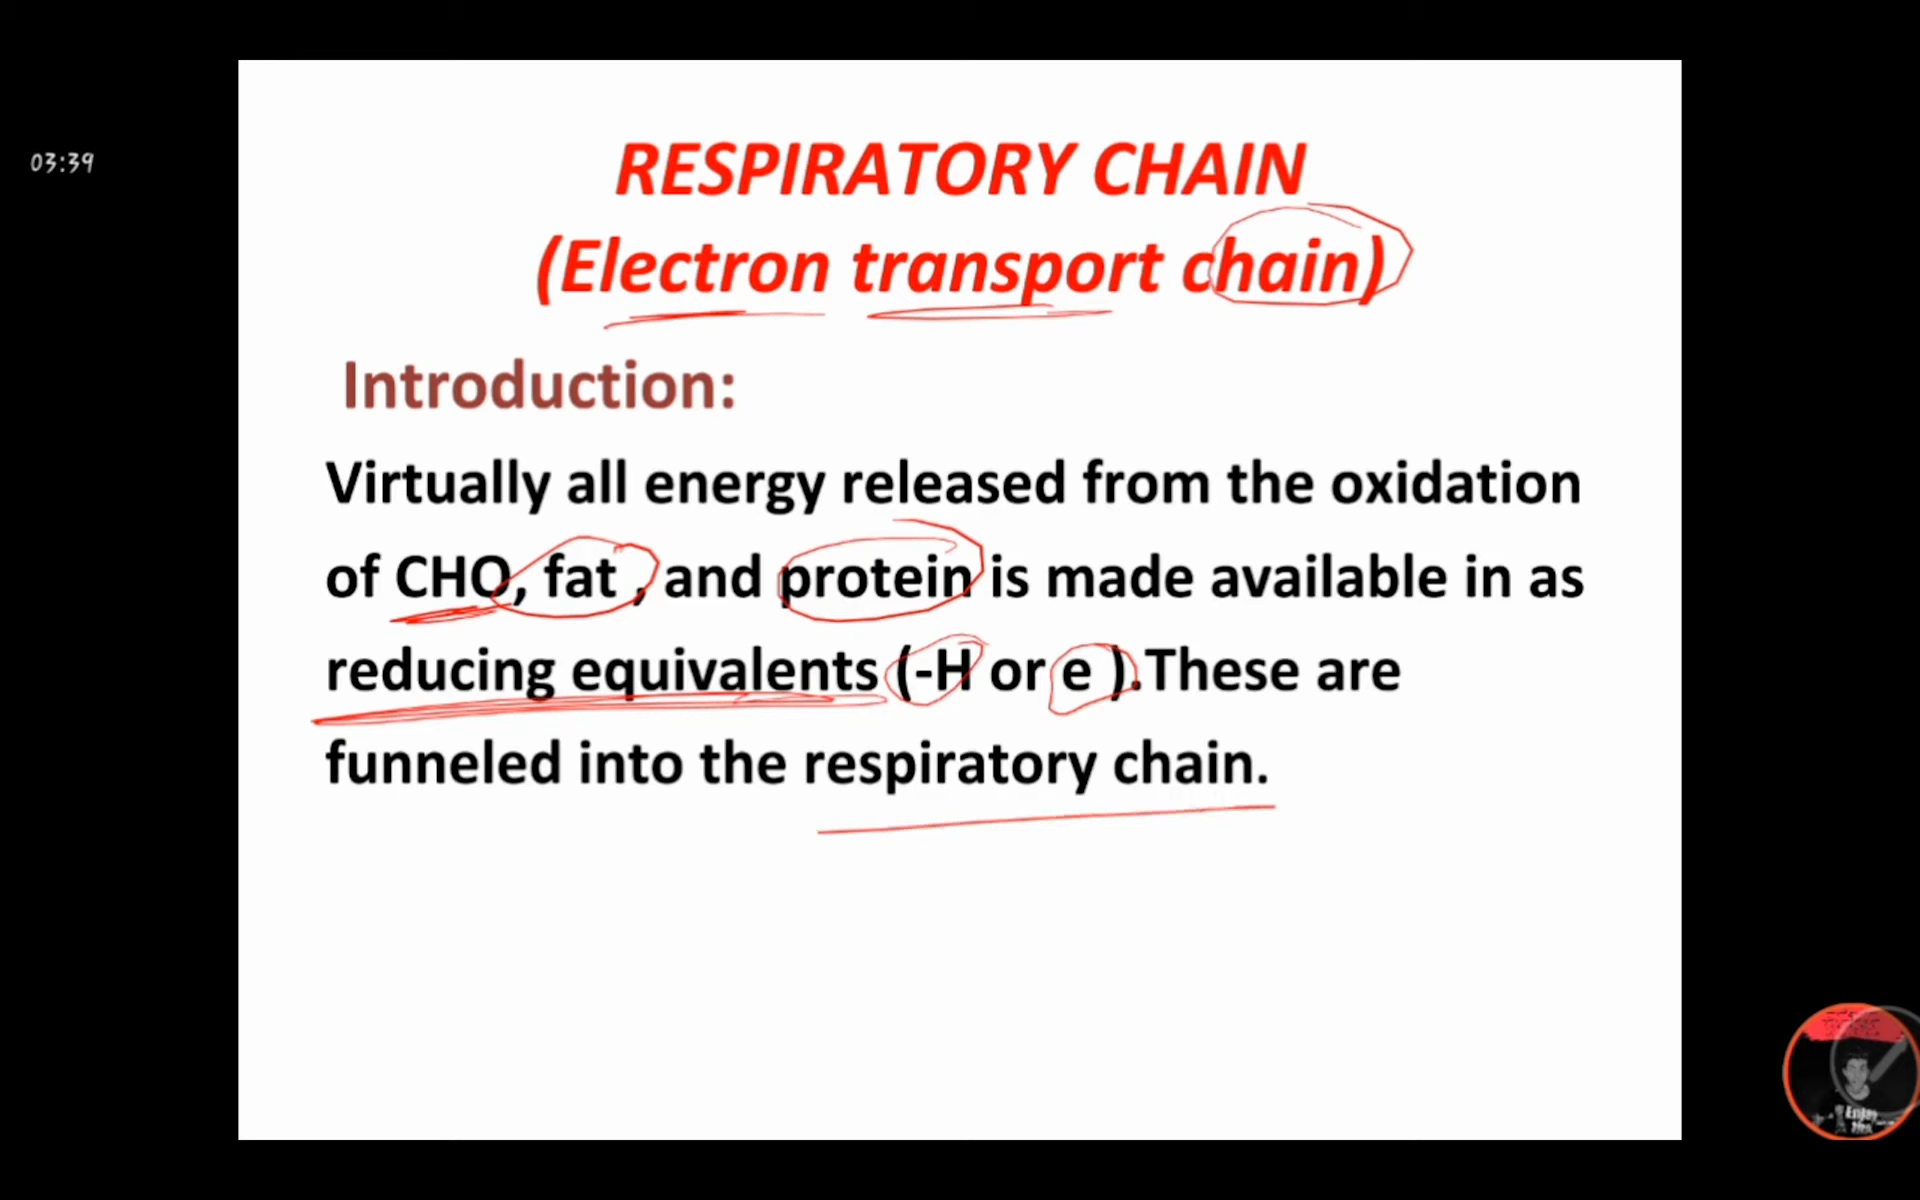 03:39
RESPIRATORY CHAIN
(Electron transport chain)
Introduction:
Virtually all energy released from the oxidation
of CHO, fat , and protein is made available in as
reducing equivalents (-H or e ).These are
funneled into the respiratory chain.
Enjoy